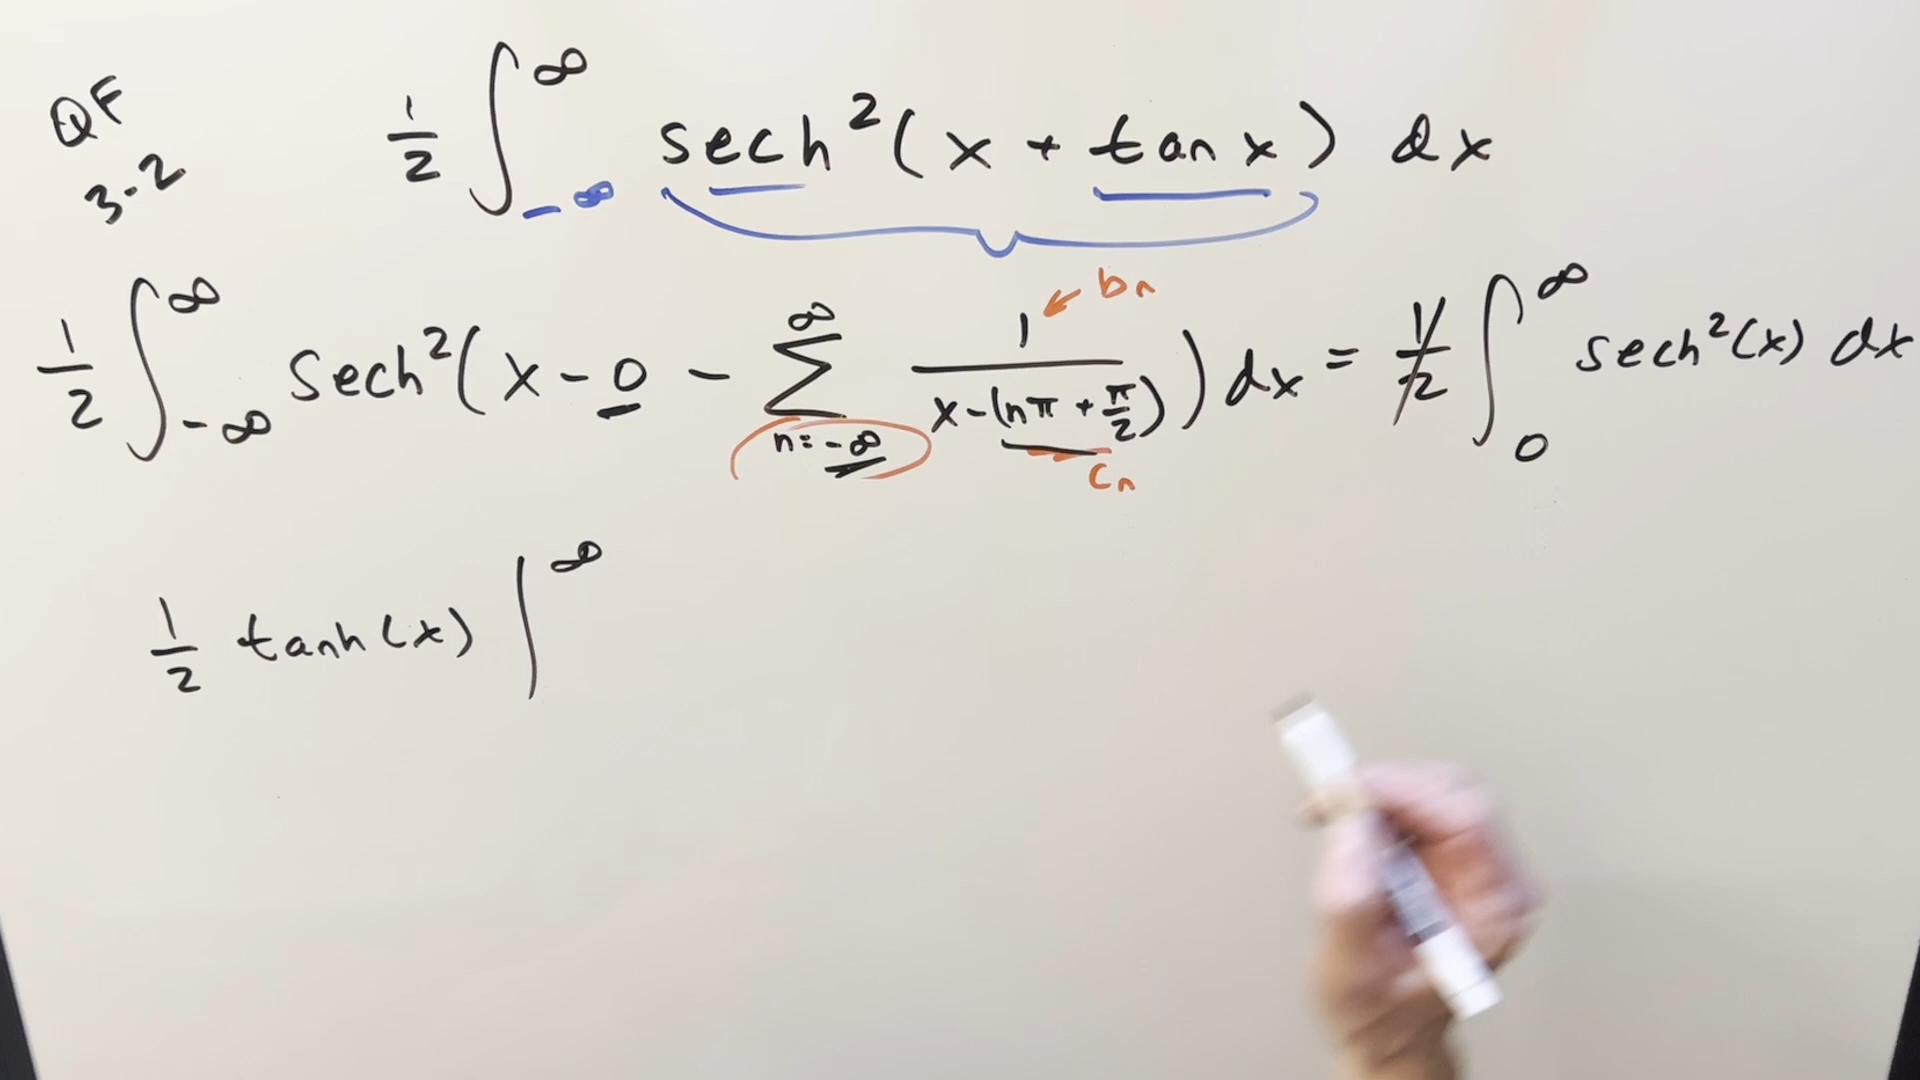 QF
3-2
1/2 ∫_{-∞}^{∞} sech²(x + tan x) dx
1/2 ∫_{-∞}^{∞} sech²(x - 0 - ∑_{n=-∞}^{∞} 1/(x-(nπ + π/2))) dx = 1/2 ∫_0^{∞} sech²(x) dx
bn
cn
1/2 tanh(x) |^{∞}